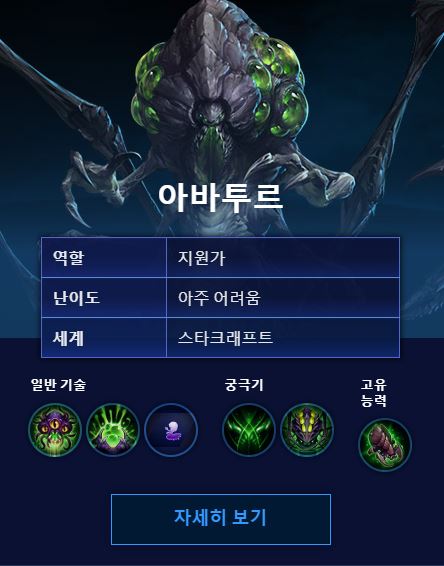 아바투르
역할 지원가
난이도 아주 어려움
세계 스타크래프트
일반 기술 궁극기 고유
능력
자세히 보기